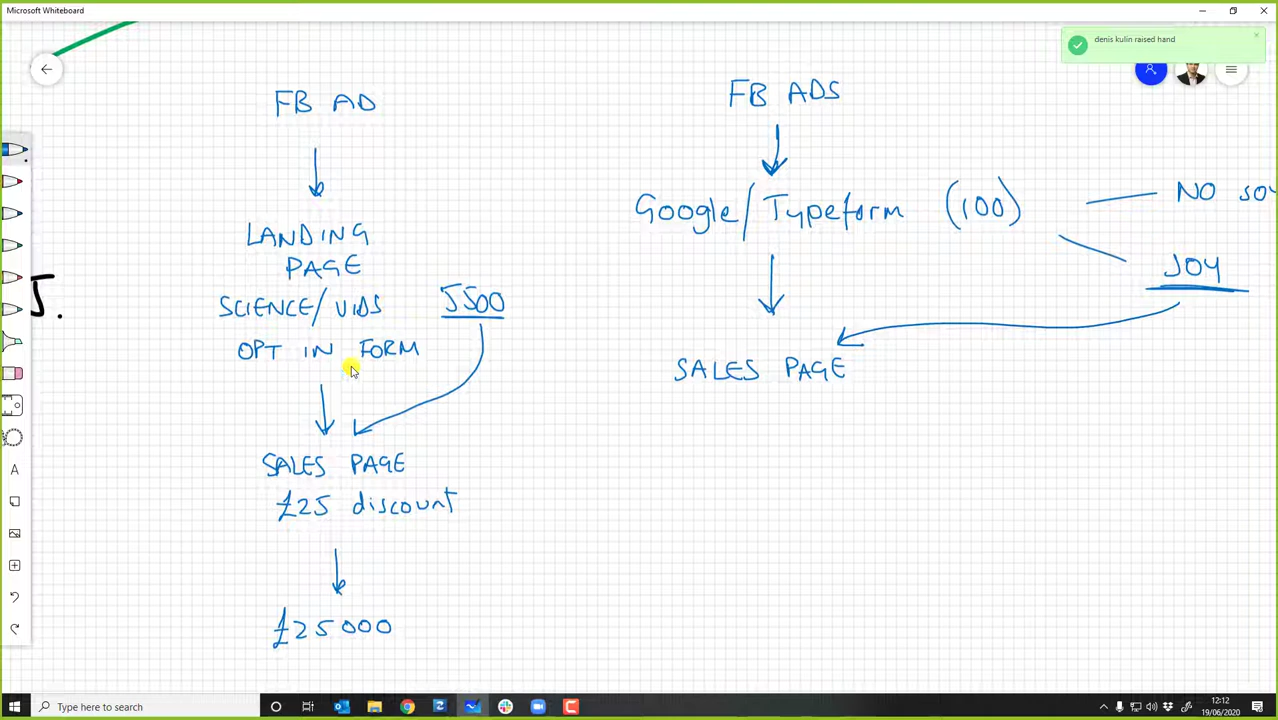 Microsoft Whiteboard
denis kulin raised hand
FB AD
LANDING
PAGE
SCIENCE/VIDS 5500
OPT IN FORM
SALES PAGE
£25 discount
£25000
FB ADS
Google/Typeform (100)
NO JOY
JOY
SALES PAGE
5.
A
Type here to search
12:12
19/06/2020